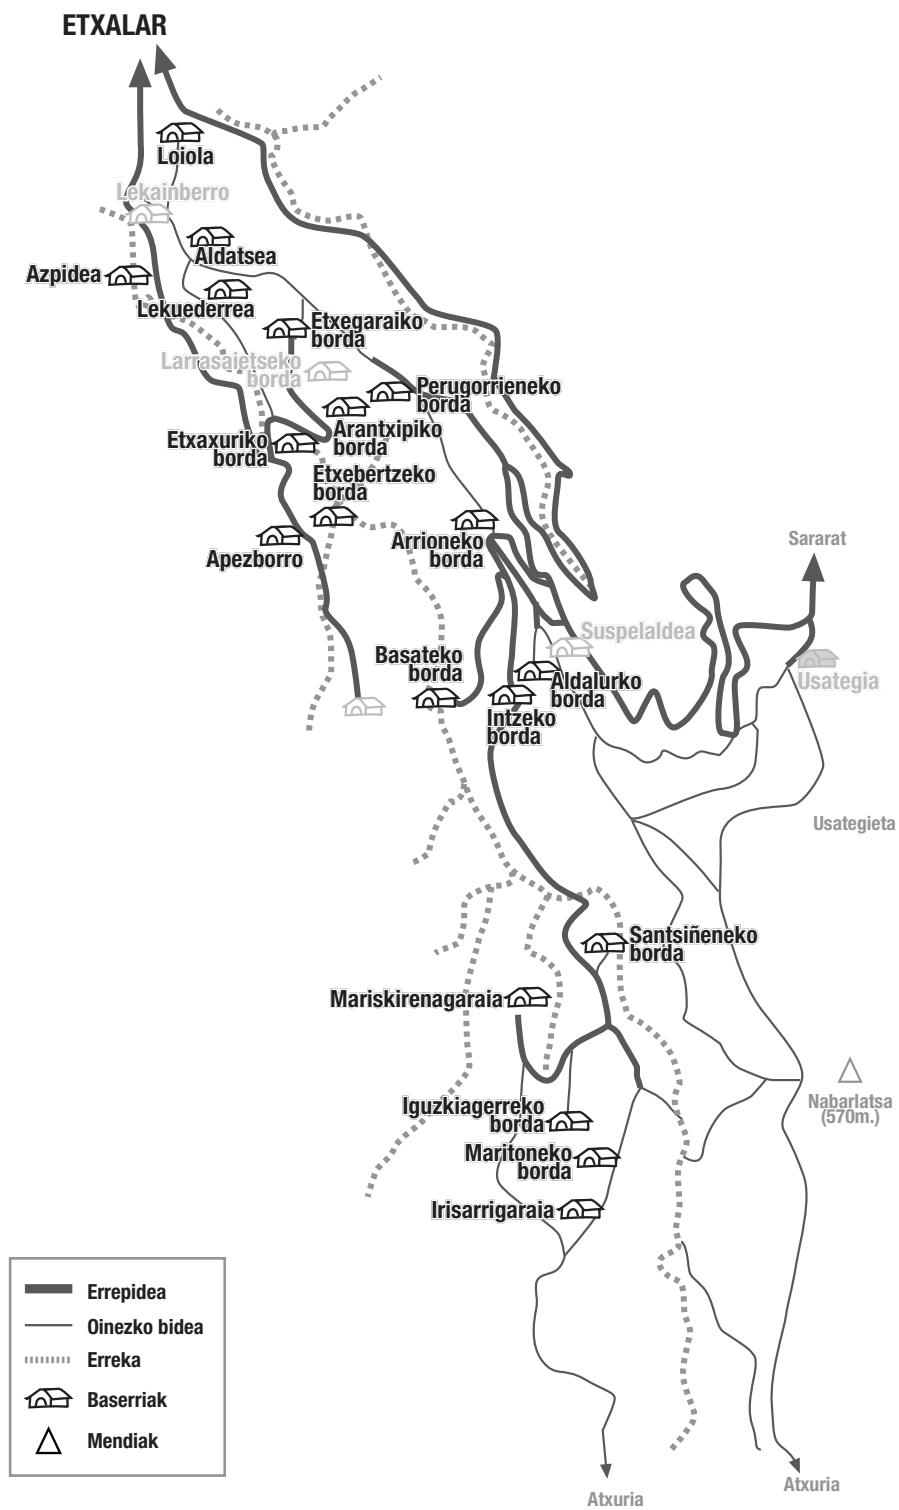 ETXALAR
Loiola
Lekainberro
Aldatsea
Azpidea
Lekuederrea
Etxegaraiko
borda
Larrasaietseko
borda
Perugorrieneko
borda
Arantxipiko
borda
Etxaxuriko
borda
Etxebertzeko
borda
Arrioneko
borda
Apezborro
Sararat
Suspelaldea
Basateko
borda
Usategia
Aldalurko
borda
Intzeko
borda
Usategieta
Santsiñeneko
borda
Mariskirenagaraia
Nabarlatsa
(570m.)
Iguzkiagerreko
borda
Maritoneko
borda
Irisarrigaraia
Errepidea
Oinezko bidea
Erreka
Baserriak
Mendiak
Atxuria
Atxuria